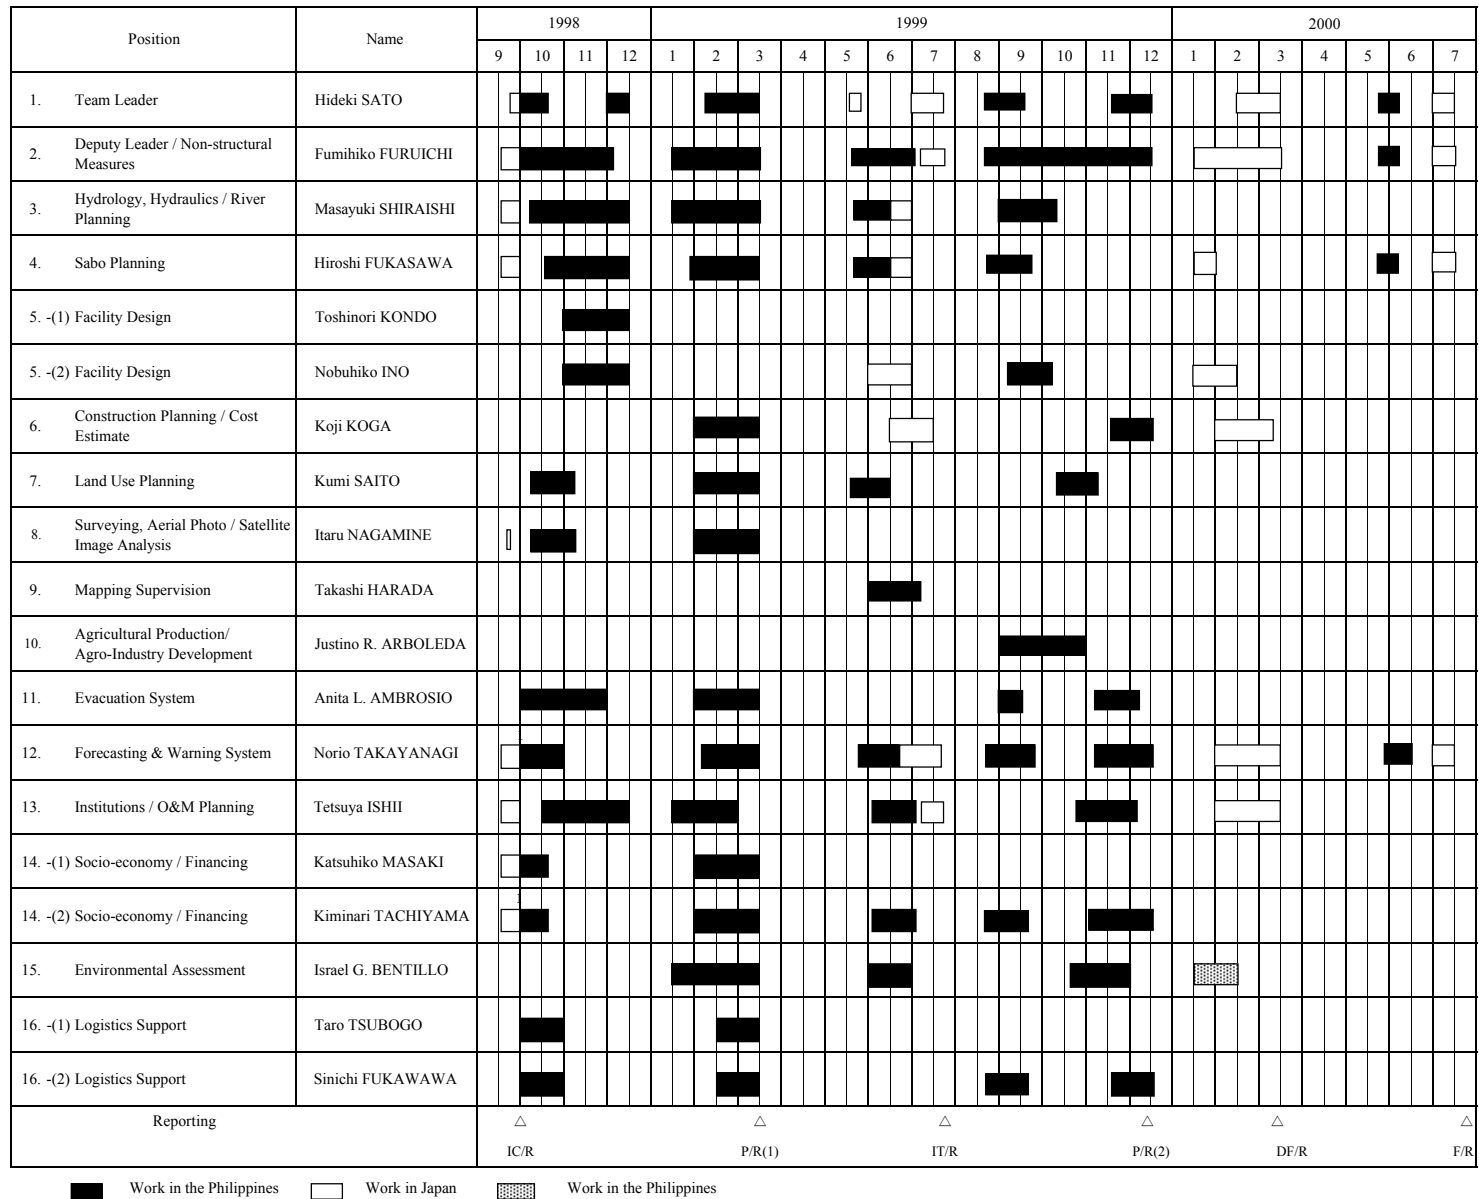 Position Name 1998 1999 2000
9 10 11 12 1 2 3 4 5 6 7 8 9 10 11 12 1 2 3 4 5 6 7
1. Team Leader Hideki SATO
2. Deputy Leader / Non-structural
Measures Fumihiko FURUICHI
3. Hydrology, Hydraulics / River
Planning Masayuki SHIRAISHI
4. Sabo Planning Hiroshi FUKASAWA
5. -(1) Facility Design Toshinori KONDO
5. -(2) Facility Design Nobuhiko INO
6. Construction Planning / Cost
Estimate Koji KOGA
7. Land Use Planning Kumi SAITO
8. Surveying, Aerial Photo / Satellite
Image Analysis Itaru NAGAMINE
9. Mapping Supervision Takashi HARADA
10. Agricultural Production/
Agro-Industry Development Justino R. ARBOLEDA
11. Evacuation System Anita L. AMBROSIO
12. Forecasting & Warning System Norio TAKAYANAGI
13. Institutions / O&M Planning Tetsuya ISHII
14. -(1) Socio-economy / Financing Katsuhiko MASAKI
14. -(2) Socio-economy / Financing Kiminari TACHIYAMA
15. Environmental Assessment Israel G. BENTILLO
16. -(1) Logistics Support Taro TSUBOGO
16. -(2) Logistics Support Sinichi FUKAWAWA
Reporting △ △ △ △ △ △
IC/R P/R(1) IT/R P/R(2) DF/R F/R
Work in the Philippines Work in Japan Work in the Philippines